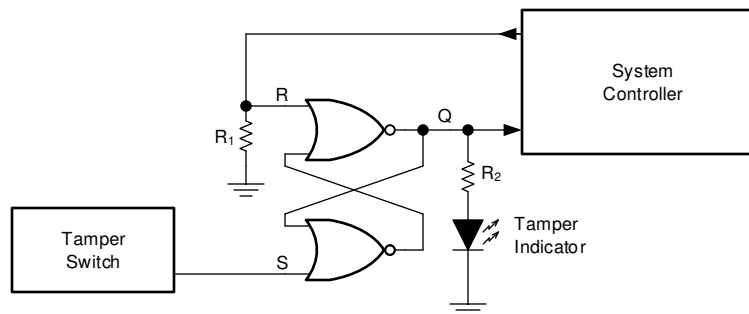 System
Controller
R
Q
R1
R2
Tamper
Indicator
Tamper
Switch
S